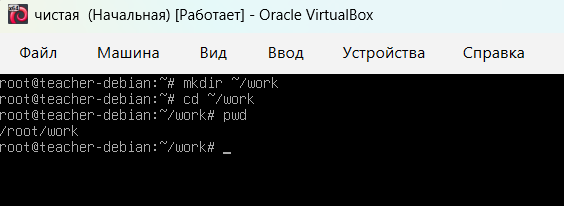 чистая (Начальная) [Работает] - Oracle VirtualBox
Файл Машина Вид Ввод Устройства Справка
root@teacher-debian:~# mkdir ~/work
root@teacher-debian:~# cd ~/work
root@teacher-debian:~/work# pwd
/root/work
root@teacher-debian:~/work# _